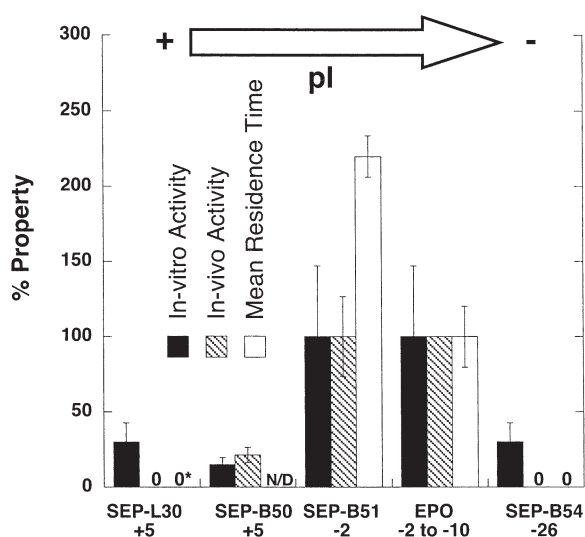 300
250
200
150
100
50
0
% Property
+
-
pI
In-vitro Activity
In-vivo Activity
Mean Residence Time
0
0*
N/D
0
0
SEP-L30
+5
SEP-B50
+5
SEP-B51
-2
EPO
-2 to -10
SEP-B54
-26